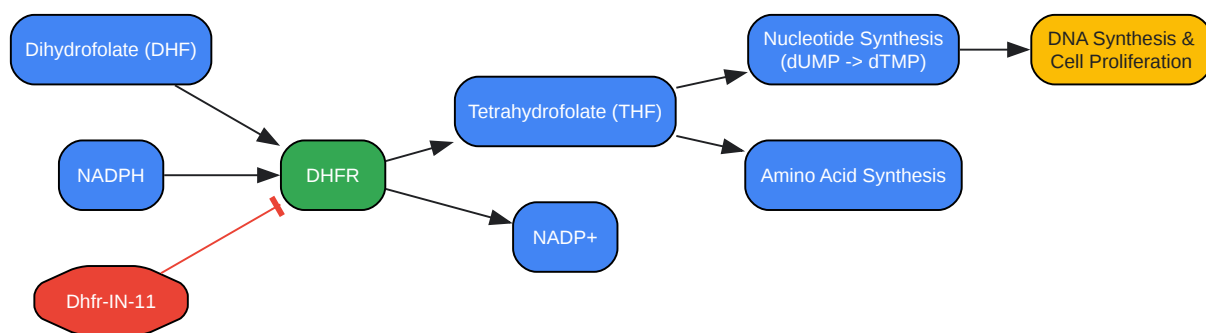 Dihydrofolate (DHF)
Nucleotide Synthesis
(dUMP -> dTMP)
DNA Synthesis &
Cell Proliferation
Tetrahydrofolate (THF)
NADPH
DHFR
Amino Acid Synthesis
NADP+
Dhfr-IN-11